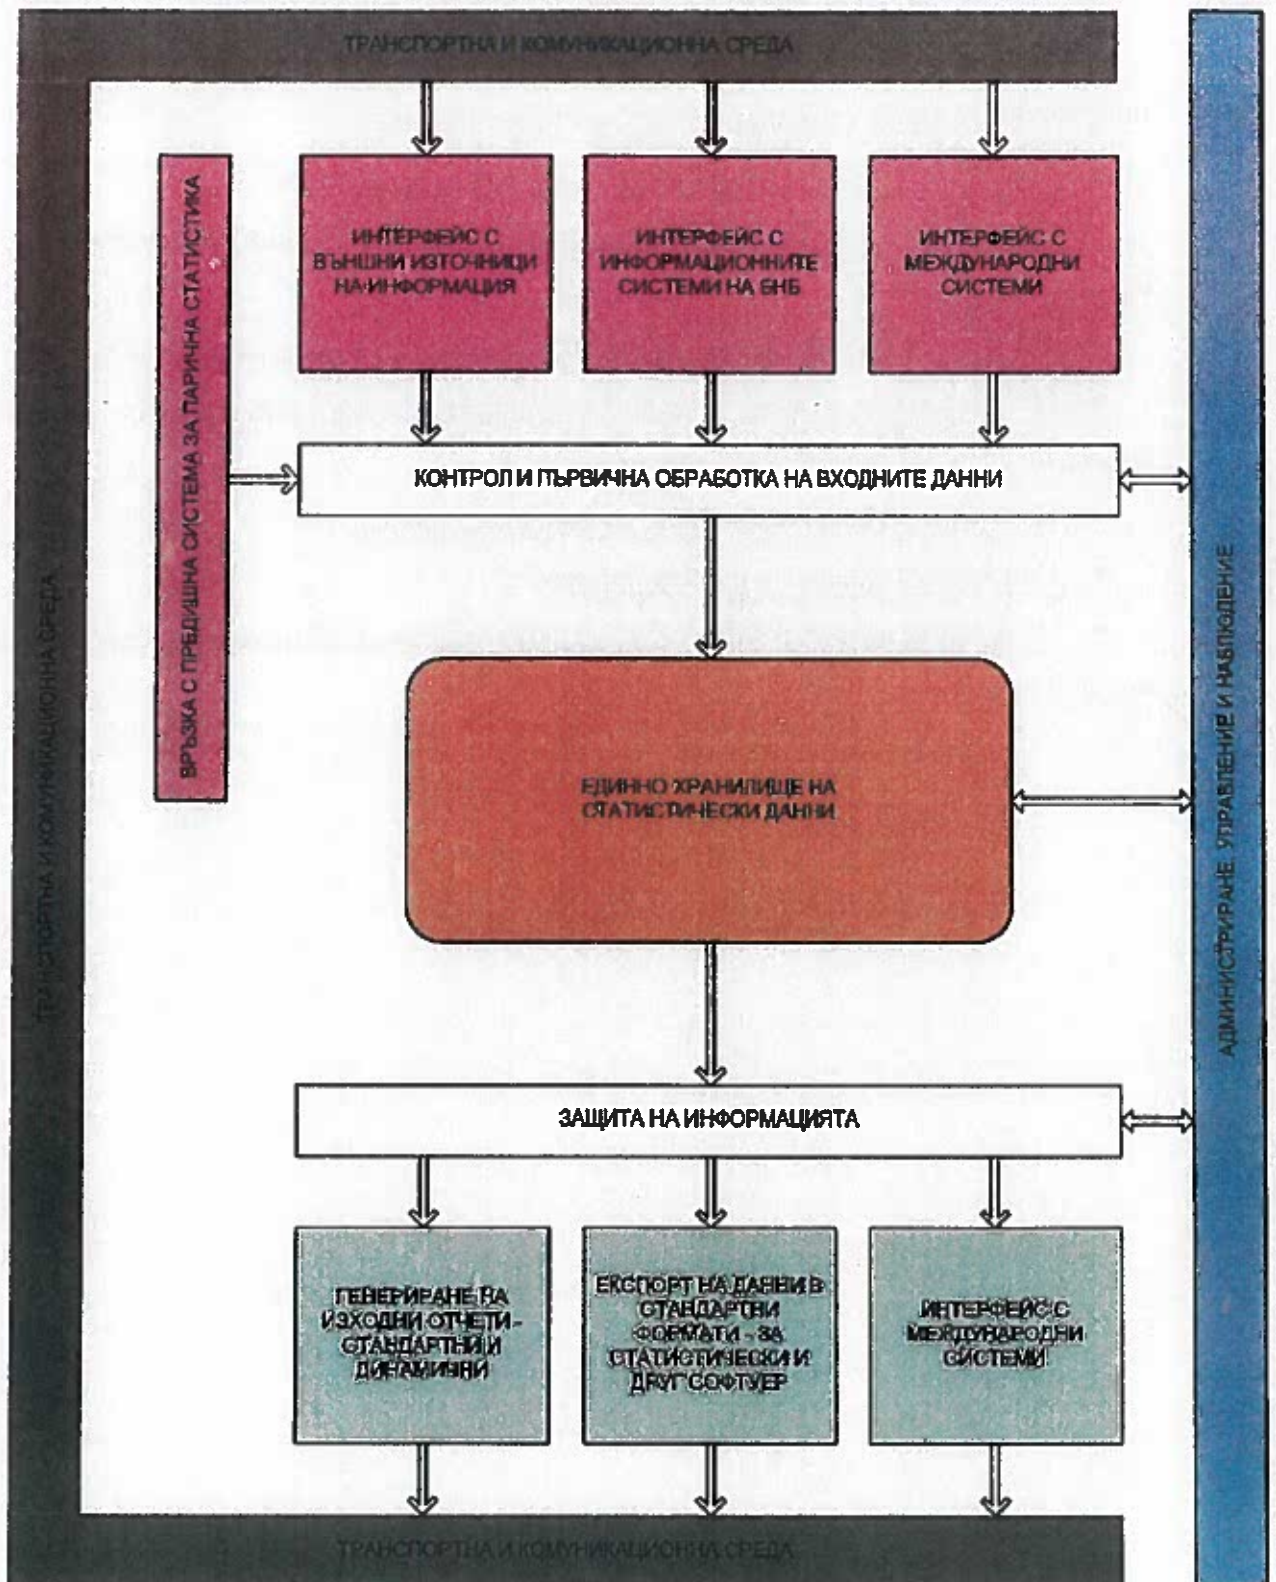 ТРАНСПОРТНА И КОМУНИКАЦИОННА СРЕДА
ТРАНСПОРТНА И КОМУНИКАЦИОННА СРЕДА
ВРЪЗКА С ПРЕДИШНА СИСТЕМА ЗА ПАРИЧНА СТАТИСТИКА
ИНТЕРФЕЙС С
ВЪНШНИ ИЗТОЧНИЦИ
НА ИНФОРМАЦИЯ
ИНТЕРФЕЙС С
ИНФОРМАЦИОННИТЕ
СИСТЕМИ НА БНБ
ИНТЕРФЕЙС С
МЕЖДУНАРОДНИ
СИСТЕМИ
КОНТРОЛ И ПЪРВИЧНА ОБРАБОТКА НА ВХОДНИТЕ ДАННИ
ЕДИННО ХРАНИЛИЩЕ НА
СТАТИСТИЧЕСКИ ДАННИ
АДМИНИСТРИРАНЕ, УПРАВЛЕНИЕ И НАБЛЮДЕНИЕ
ЗАЩИТА НА ИНФОРМАЦИЯТА
ГЕНЕРИРАНЕ НА
ИЗХОДНИ ОТЧЕТИ -
СТАНДАРТНИ И
ДИНАМИЧНИ
ЕКСПОРТ НА ДАННИ В
СТАНДАРТНИ
ФОРМАТИ - ЗА
СТАТИСТИЧЕСКИ И
ДРУГ СОФТУЕР
ИНТЕРФЕЙС С
МЕЖДУНАРОДНИ
СИСТЕМИ
ТРАНСПОРТНА И КОМУНИКАЦИОННА СРЕДА